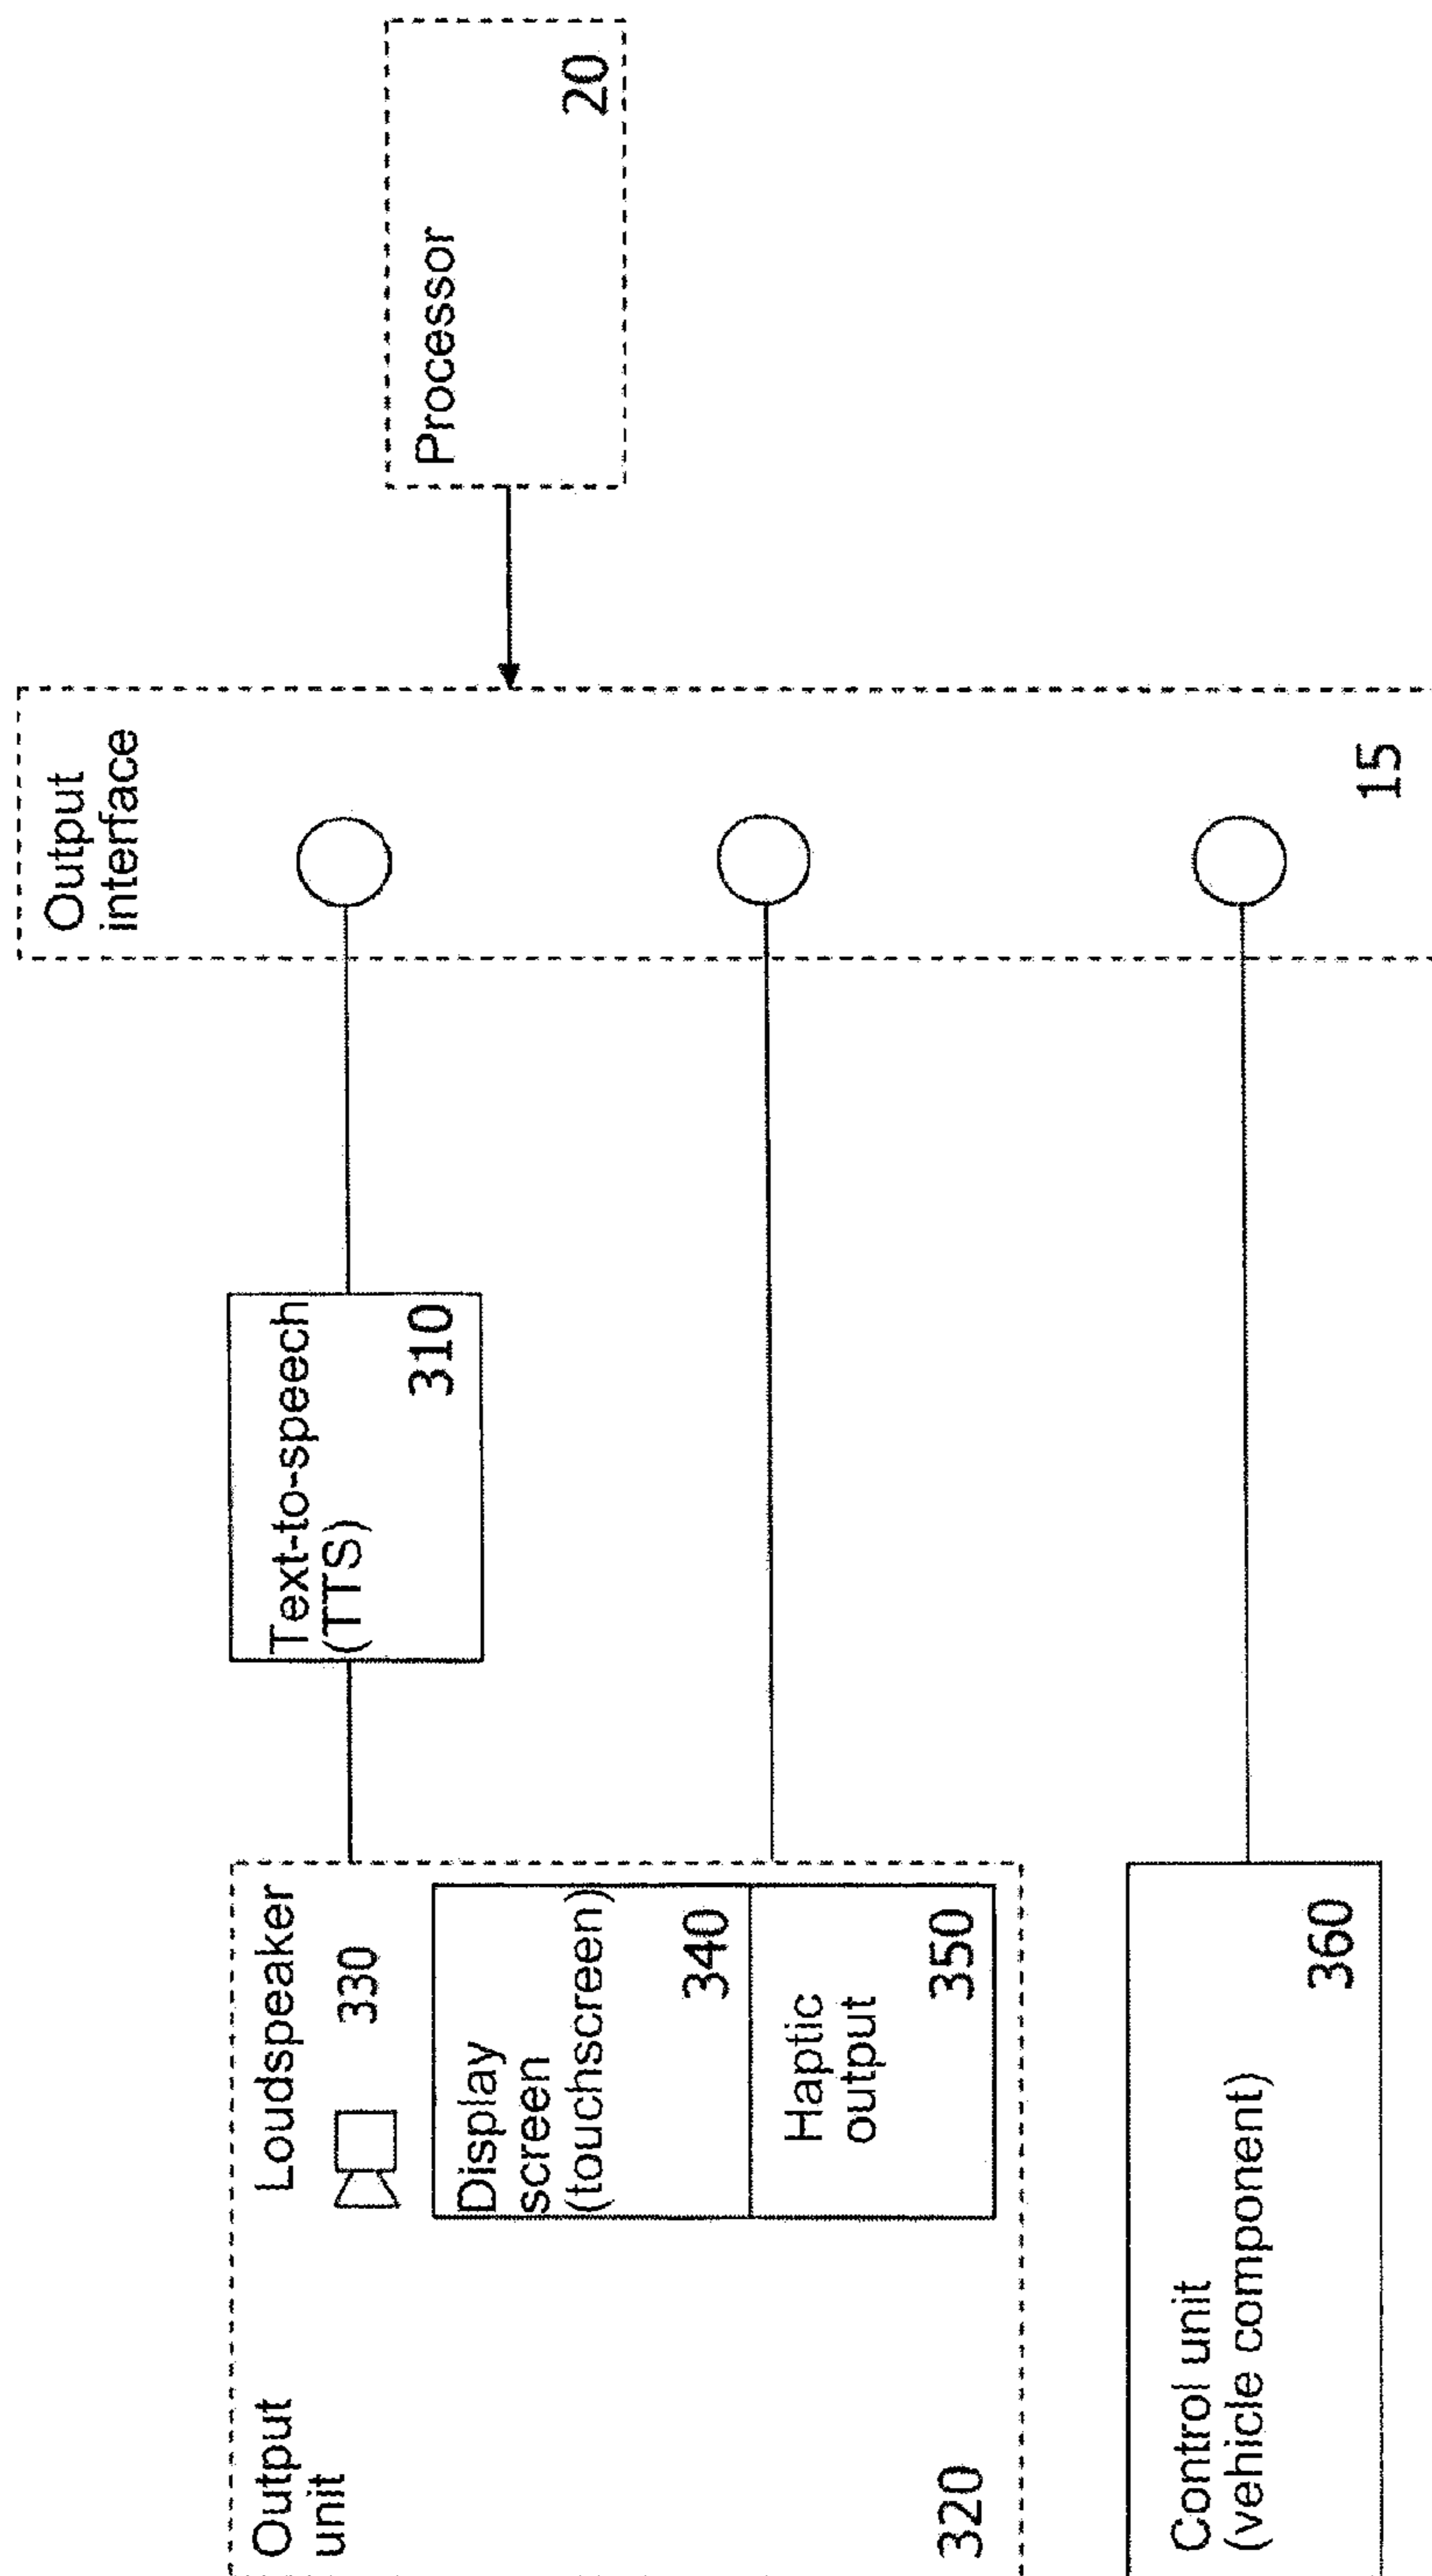 Output
unit
320
Loudspeaker
330
Display
screen
(touchscreen)
340
Haptic
output
350
Control unit
(vehicle component)
360
Text-to-speech
(TTS)
310
Output
interface
15
Processor
20